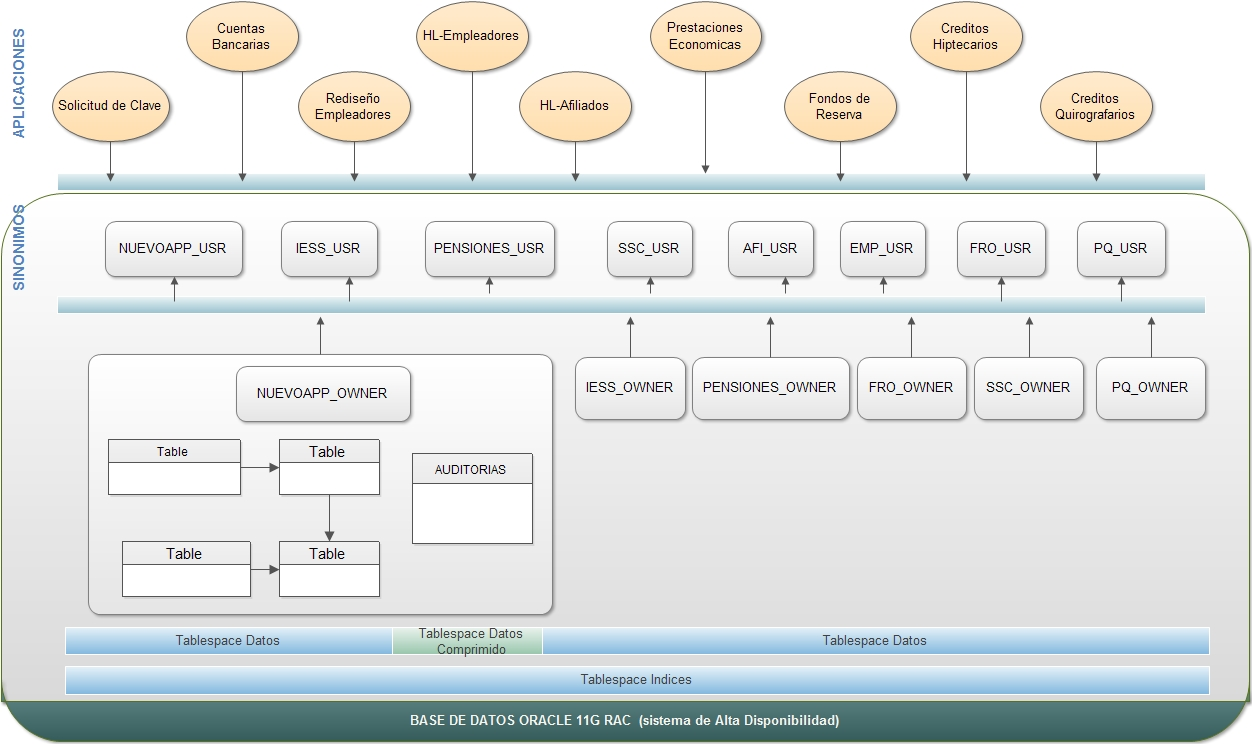 APLICACIONES
Cuentas
Bancarias
HL-Empleadores
Prestaciones
Economicas
Creditos
Hiptecarios
Solicitud de Clave
Rediseño
Empleadores
HL-Afiliados
Fondos de
Reserva
Creditos
Quirografarios
SINONIMOS
NUEVOAPP_USR
IESS_USR
PENSIONES_USR
SSC_USR
AFI_USR
EMP_USR
FRO_USR
PQ_USR
NUEVOAPP_OWNER
IESS_OWNER
PENSIONES_OWNER
FRO_OWNER
SSC_OWNER
PQ_OWNER
Table
Table
AUDITORIAS
Table
Table
Tablespace Datos
Tablespace Datos
Comprimido
Tablespace Datos
Tablespace Indices
BASE DE DATOS ORACLE 11G RAC (sistema de Alta Disponibilidad)